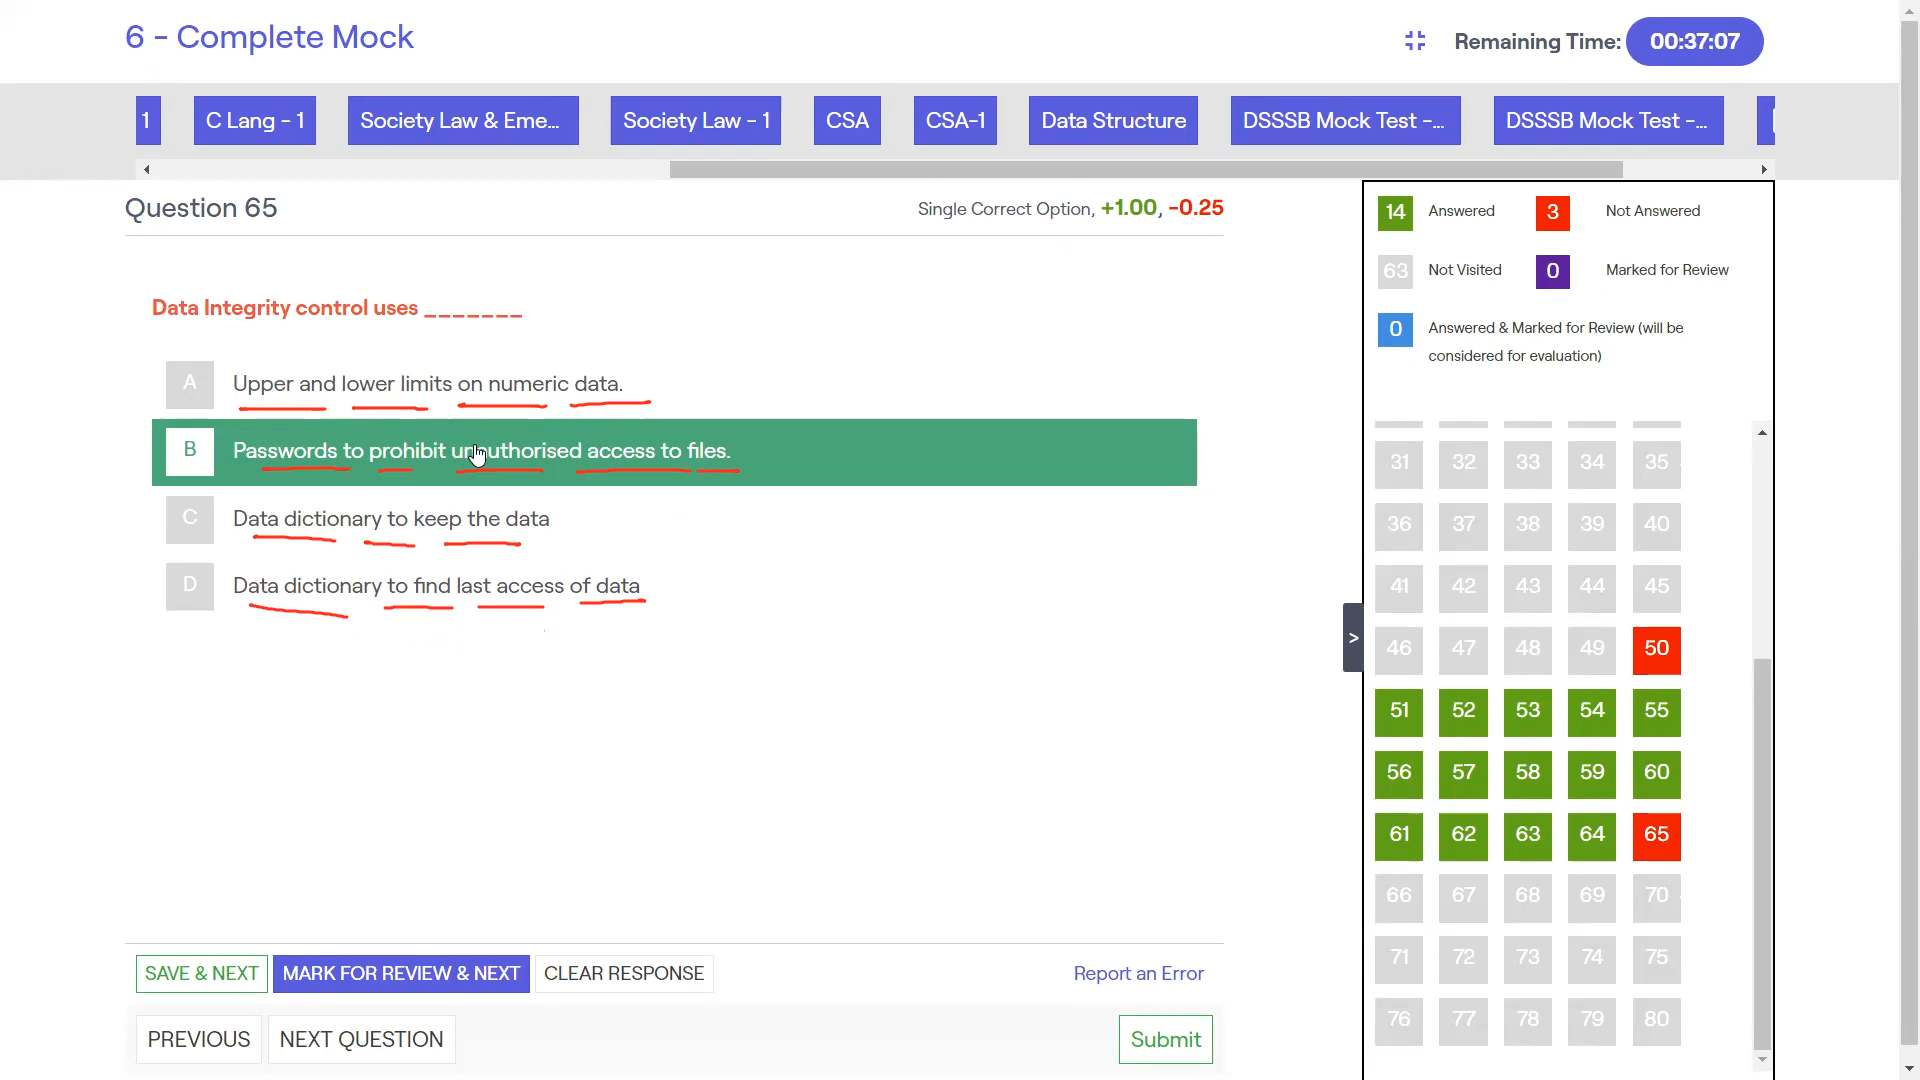 6 - Complete Mock
Remaining Time: 00:37:07
1
C Lang - 1
Society Law & Eme...
Society Law - 1
CSA
CSA-1
Data Structure
DSSSB Mock Test -...
DSSSB Mock Test -...
Question 65
Single Correct Option, +1.00, -0.25
14 Answered
3 Not Answered
63 Not Visited
0 Marked for Review
0 Answered & Marked for Review (will be
considered for evaluation)
Data Integrity control uses _______
A Upper and lower limits on numeric data.
B Passwords to prohibit unauthorised access to files.
C Data dictionary to keep the data
D Data dictionary to find last access of data
>
31 32 33 34 35
36 37 38 39 40
41 42 43 44 45
46 47 48 49 50
51 52 53 54 55
56 57 58 59 60
61 62 63 64 65
66 67 68 69 70
71 72 73 74 75
76 77 78 79 80
SAVE & NEXT
MARK FOR REVIEW & NEXT
CLEAR RESPONSE
Report an Error
PREVIOUS
NEXT QUESTION
Submit